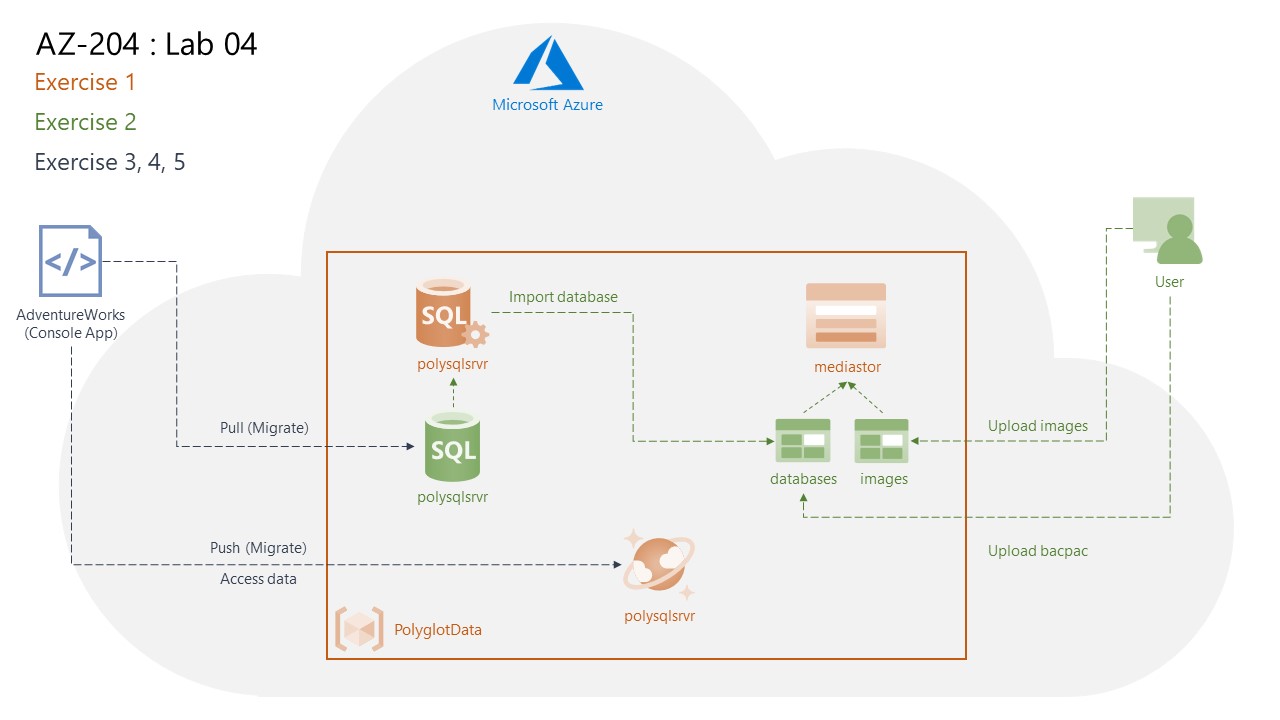 AZ-204 : Lab 04
Exercise 1
Exercise 2
Exercise 3, 4, 5
Microsoft Azure
</>
AdventureWorks
(Console App)
User
SQL
polysqlsrvr
Import database
mediastor
Pull (Migrate)
SQL
polysqlsrvr
databases
images
Upload images
Push (Migrate)
Access data
Upload bacpac
polysqlsrvr
PolyglotData